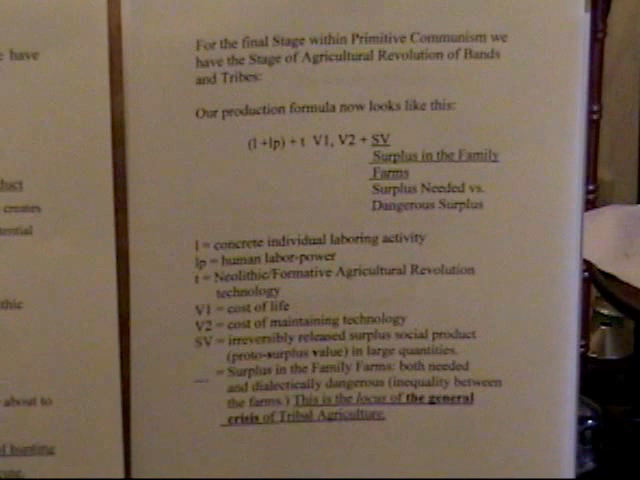 have
duct
creates
For the final Stage within Primitive Communism we
have the Stage of Agricultural Revolution of Bands
and Tribes:
Our production formula now looks like this:
(l +lp) + t V1, V2 + SV
Surplus in the Family
Farms
Surplus Needed vs.
Dangerous Surplus
l = concrete individual laboring activity
lp = human labor-power
t = Neolithic/Formative Agricultural Revolution
technology
V1 = cost of life
V2 = cost of maintaining technology
SV = irreversibly released surplus social product
(proto-surplus value) in large quantities.
= Surplus in the Family Farms: both needed
and dialectically dangerous (inequality between
the farms.) This is the locus of the general
crisis of Tribal Agriculture.
about to
hunting